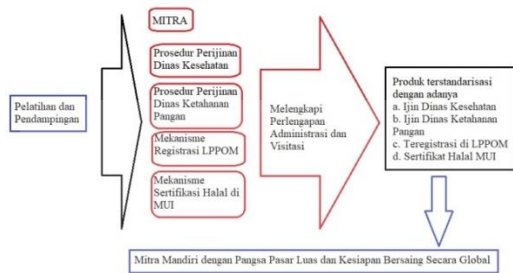 Pelatihan dan
Pendampingan
MITRA
Prosedur Perijinan
Dinas Kesehatan
Prosedur Perijinan
Dinas Ketahanan
Pangan
Mekanisme
Registrasi LPPOM
Mekanisme
Sertifikasi Halal di
MUI
Melengkapi
Perlengapan
Administrasi dan
Visitasi
Produk terstandarisasi
dengan adanya
a. Ijin Dinas Kesehatan
b. Ijin Dinas Ketahanan
Pangan
c. Teregistrasi di LPPOM
d. Sertifikat Halal MUI
Mitra Mandiri dengan Pangsa Pasar Luas dan Kesiapan Bersaing Secara Global